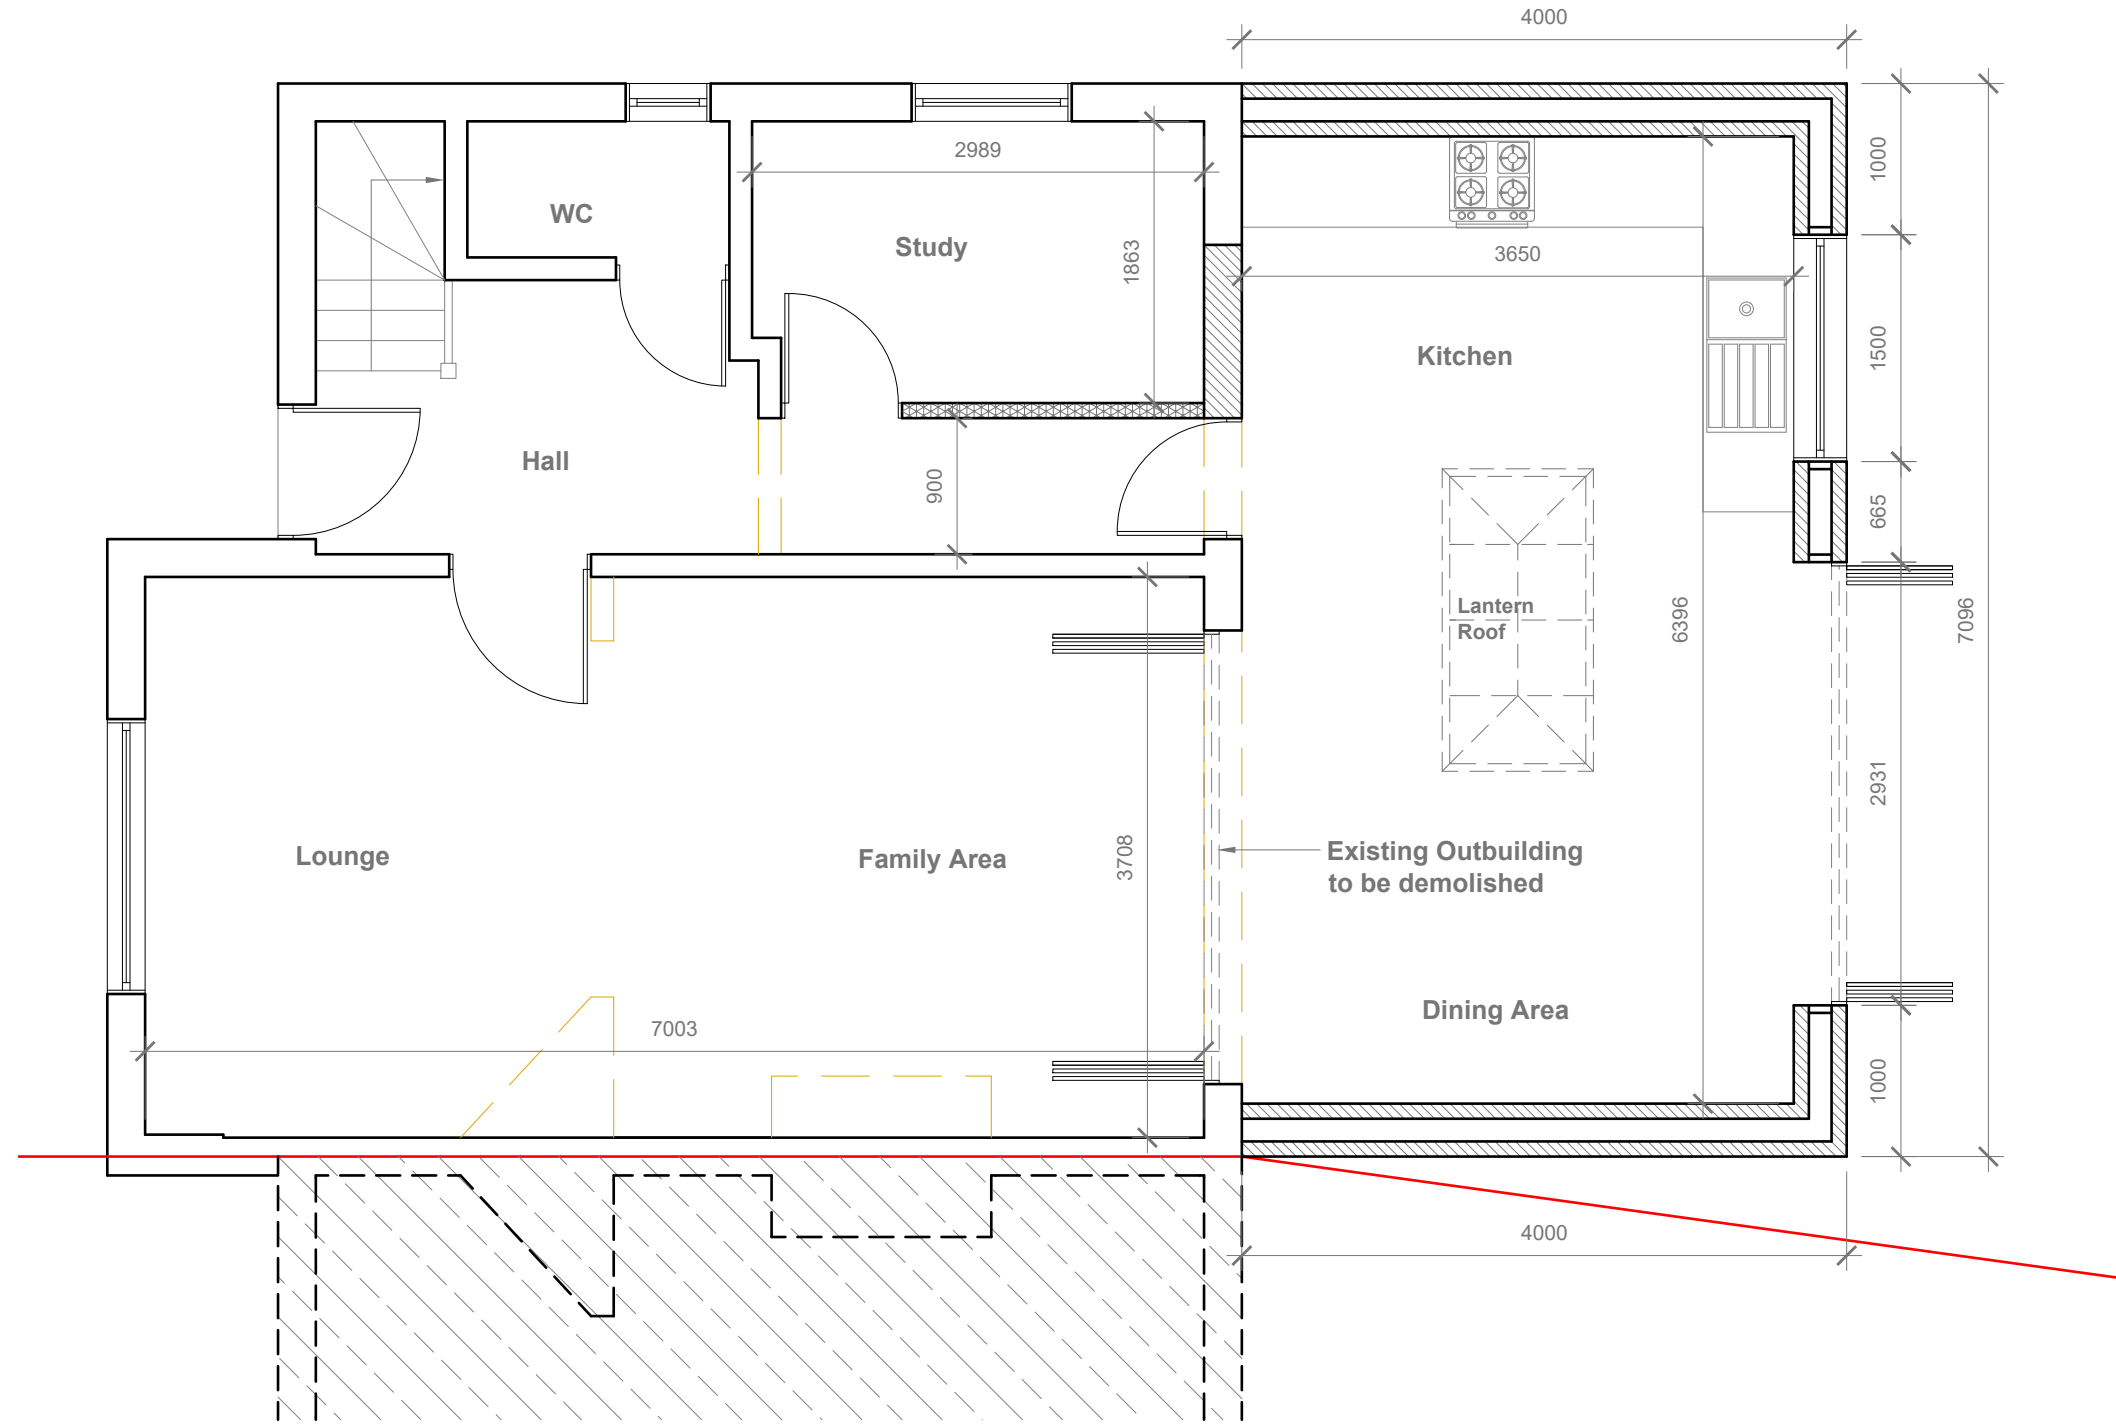 4000
2989
1000
WC
Study
1863
3650
1500
Kitchen
Hall
900
665
Lantern
Roof
6396
7096
2931
Lounge
Family Area
3708
Existing Outbuilding
to be demolished
Dining Area
7003
1000
4000